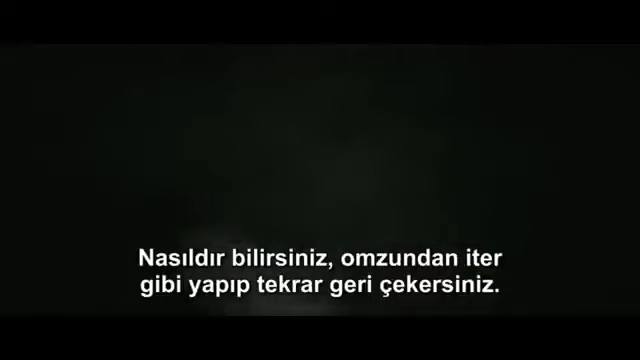 Nasıldır bilirsiniz, omzundan iter
gibi yapıp tekrar geri çekersiniz.